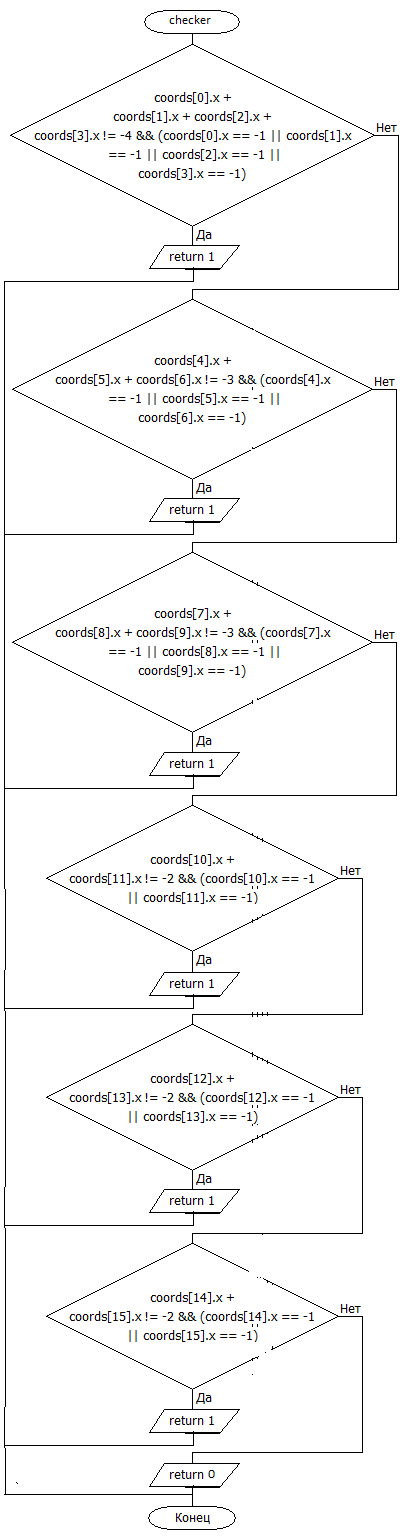 checker
coords[0].x +
coords[1].x + coords[2].x +
coords[3].x != -4 && (coords[0].x == -1 || coords[1].x
== -1 || coords[2].x == -1 ||
coords[3].x == -1)
Нет
Да
return 1
coords[4].x +
coords[5].x + coords[6].x != -3 && (coords[4].x
== -1 || coords[5].x == -1 ||
coords[6].x == -1)
Нет
Да
return 1
coords[7].x +
coords[8].x + coords[9].x != -3 && (coords[7].x
== -1 || coords[8].x == -1 ||
coords[9].x == -1)
Нет
Да
return 1
coords[10].x +
coords[11].x != -2 && (coords[10].x == -1
|| coords[11].x == -1)
Нет
Да
return 1
coords[12].x +
coords[13].x != -2 && (coords[12].x == -1
|| coords[13].x == -1)
Нет
Да
return 1
coords[14].x +
coords[15].x != -2 && (coords[14].x == -1
|| coords[15].x == -1)
Нет
Да
return 1
return 0
Конец